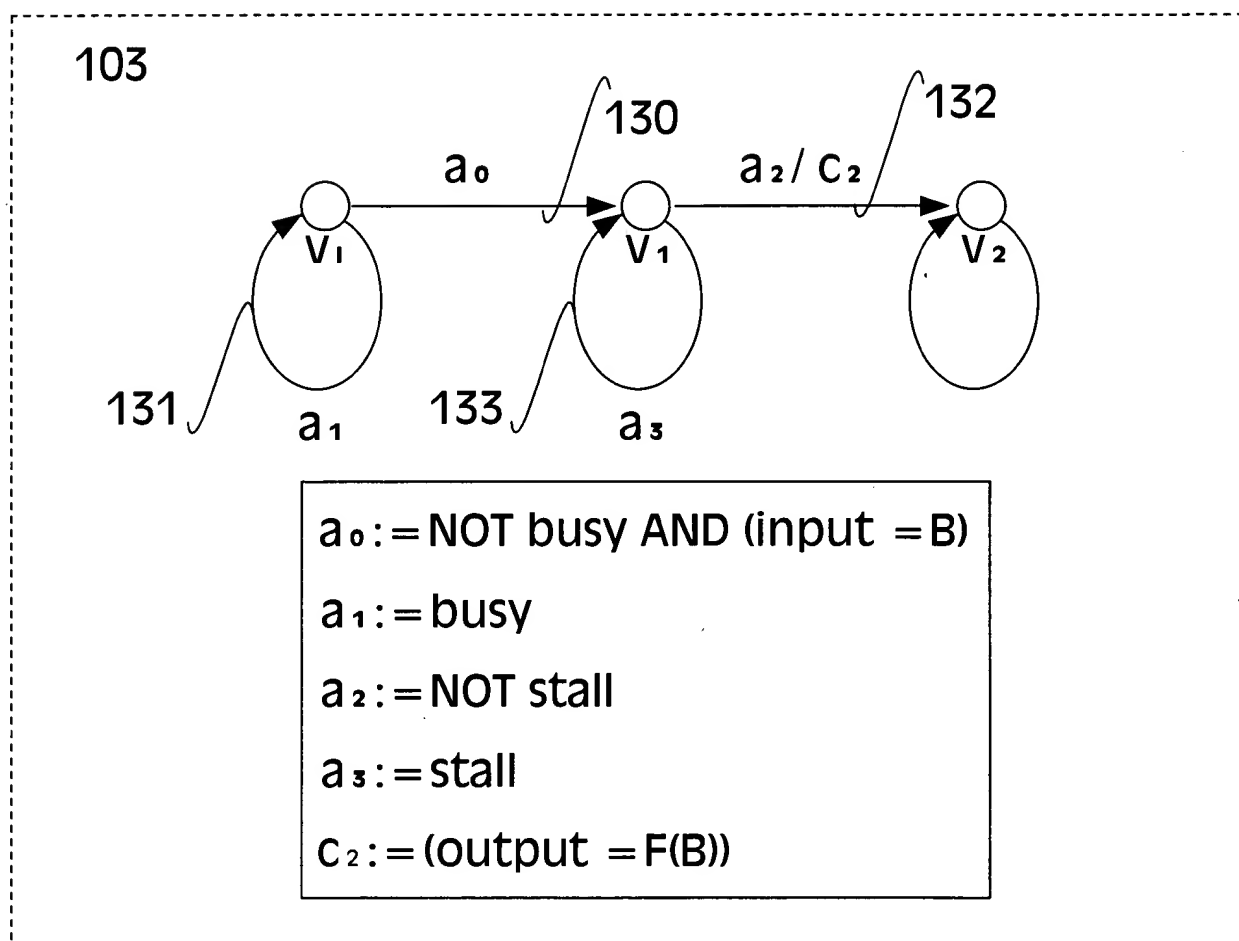 103
130
132
a₀
a₂ / c₂
v_I
v₁
v₂
131
133
a₁
a₃
a₀ := NOT busy AND (input = B)
a₁ := busy
a₂ := NOT stall
a₃ := stall
c₂ := (output = F(B))